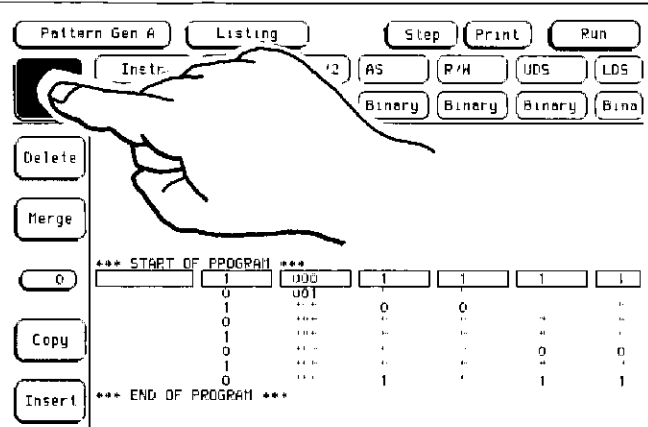 Pattern Gen A Listing Step Print Run
Instr AS R/W UDS LDS
Binary Binary Binary Bina
Delete
Merge
*** START OF PROGRAM ***
0 1 000 1 1 1 1
0 001
1 0 0
0
Copy 1
0 0 0
1
0 1 1 1
Insert *** END OF PROGRAM ***